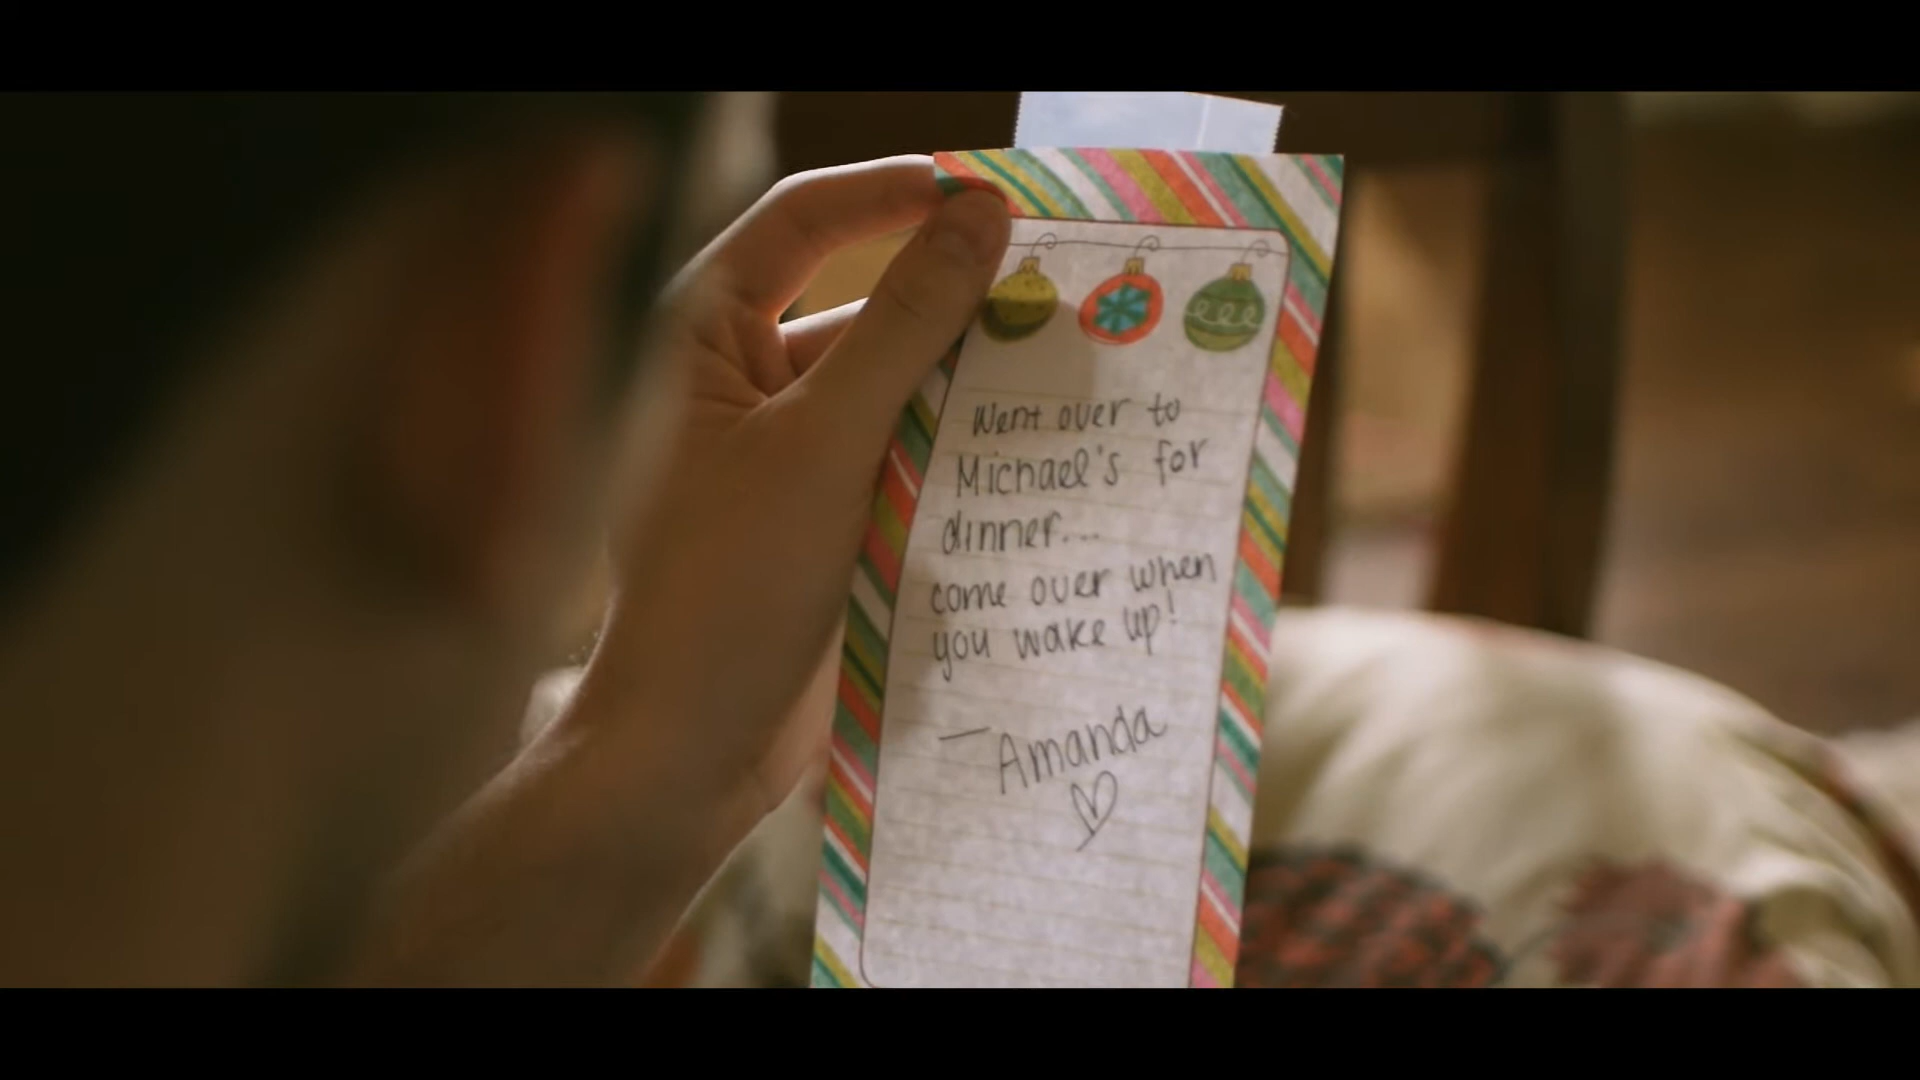 Went over to
Michael's for
dinner...
come over when
you wake up!
—Amanda
♡